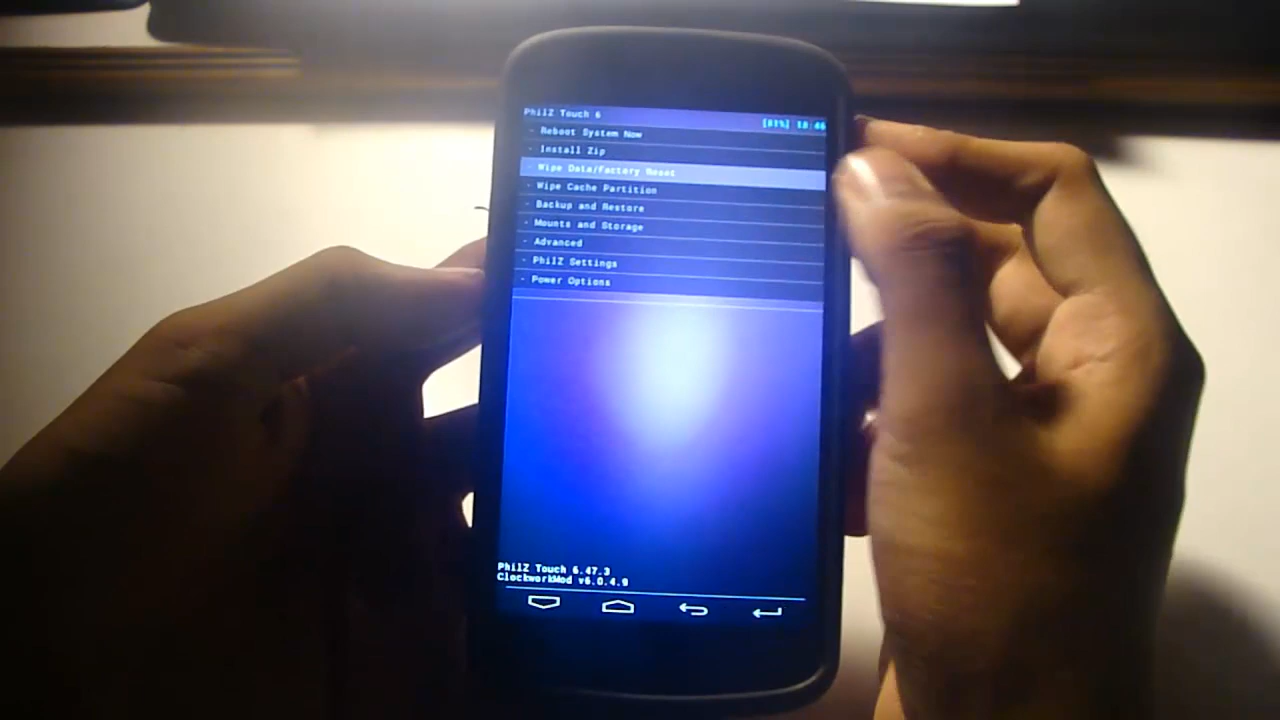 PhilZ Touch 6
[81%] 18:46
- Reboot System Now
- Install Zip
- Wipe Data/Factory Reset
- Wipe Cache Partition
- Backup and Restore
- Mounts and Storage
- Advanced
- PhilZ Settings
- Power Options
PhilZ Touch 6.47.3
ClockworkMod v6.0.4.9